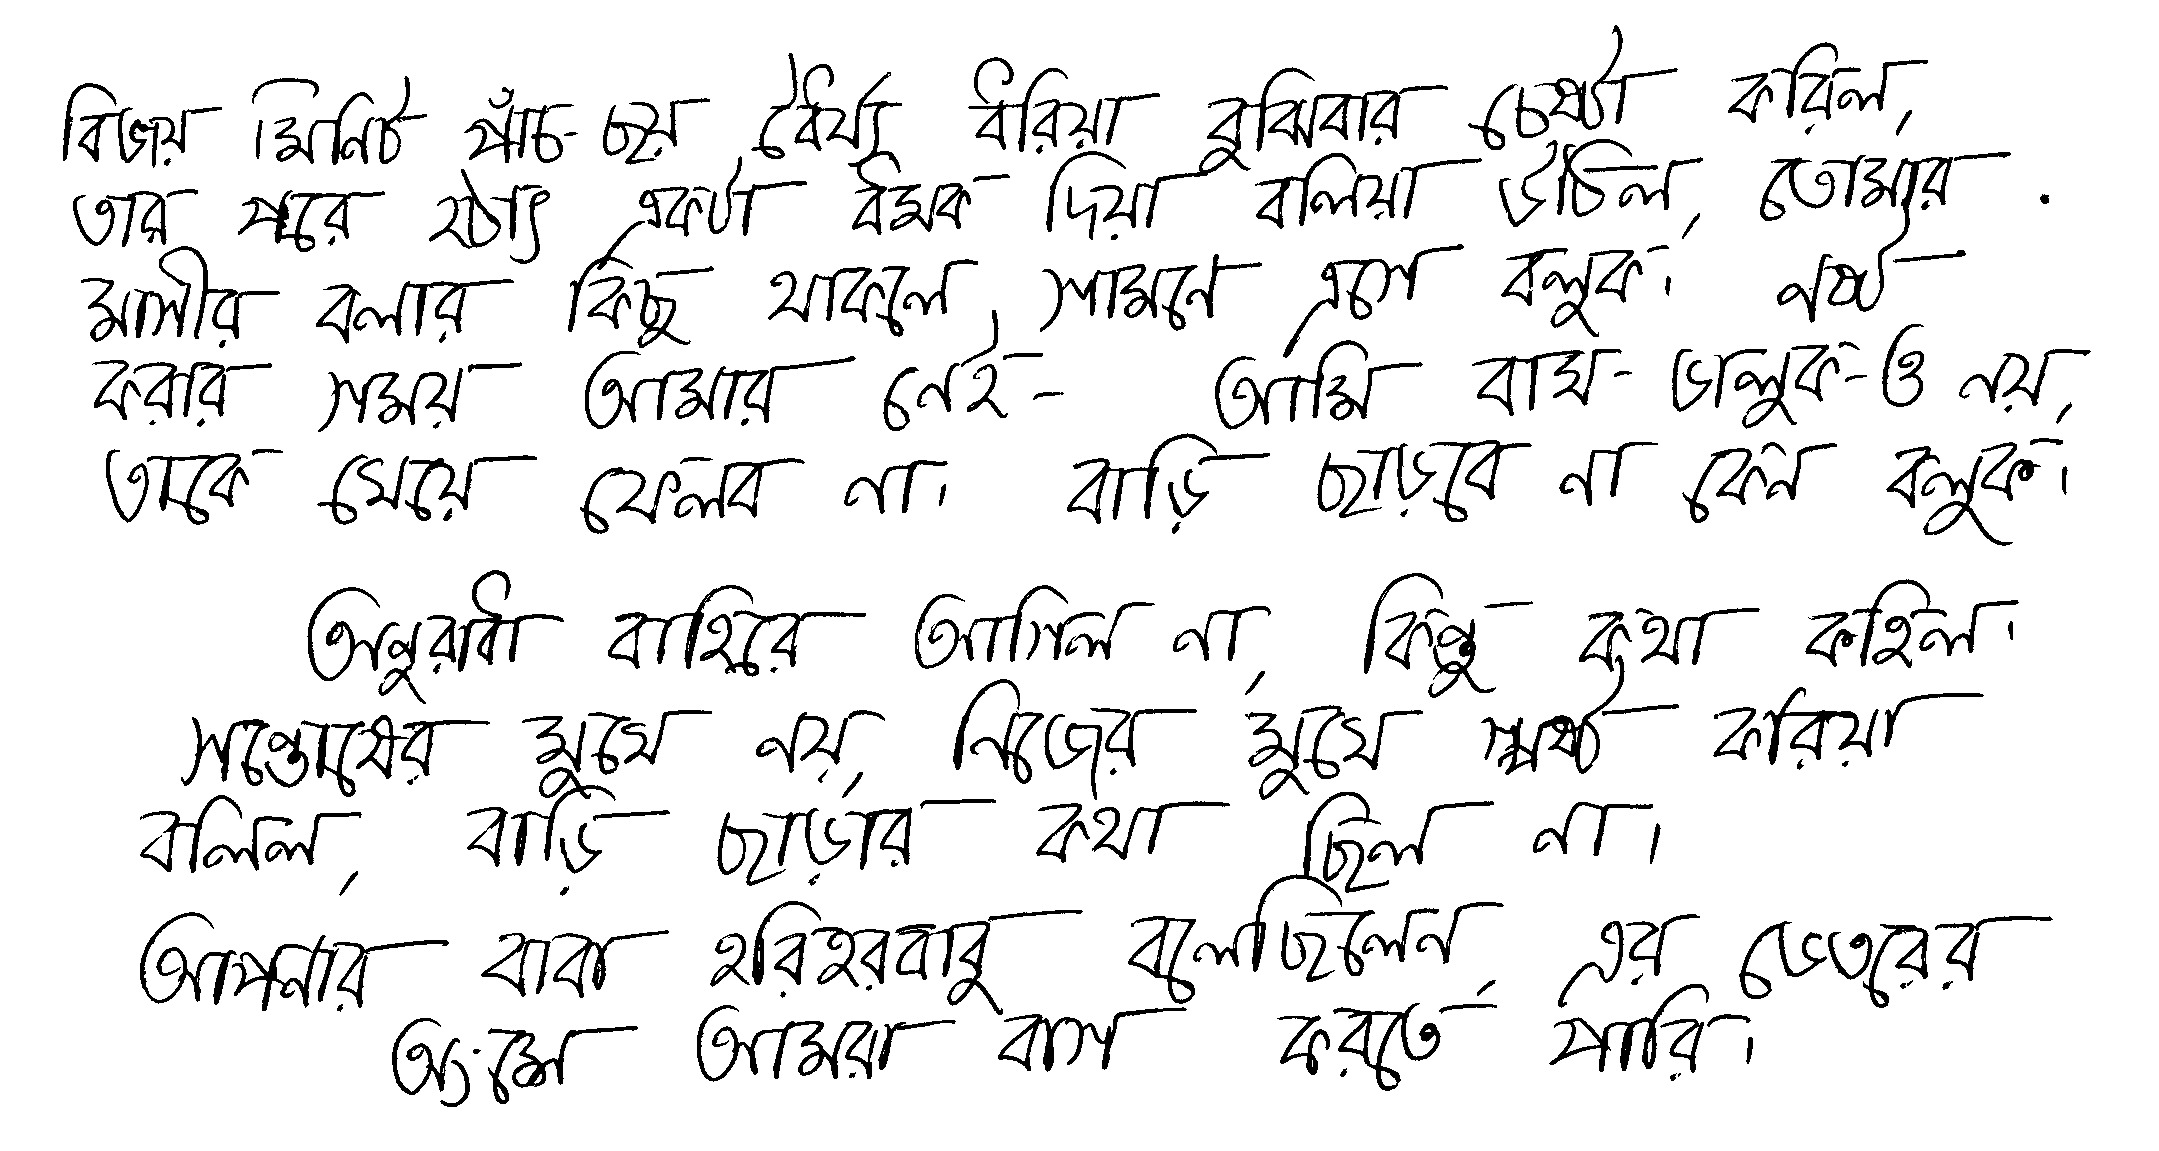 বিজয় মিনিট পাঁচ-ছয় ধৈর্য্য ধরিয়া বুঝিবার চেষ্টা করিল,
তার পরে হঠাৎ একটা ধমক দিয়া বলিয়া উঠিল, তোমার
মাসীর বলার কিছু থাকলে সামনে এসে বলুক। নষ্ট
করার সময় আমার নেই- আমি বাঘ-ভালুক-ও নয়,
তাকে খেয়ে ফেলব না। বাড়ি ছাড়বে না কেন বলুক।
অনুরাধা বাহিরে আসিল না, কিন্তু কথা কহিল।
সন্তোষের মুখে নয়, নিজের মুখে স্পষ্ট করিয়া
বলিল, বাড়ি ছাড়ার কথা ছিল না।
আপনার বাবা হরিহরবাবু বলেছিলেন, এর ভেতরের
অংশে আমরা বাস করতে পারি।